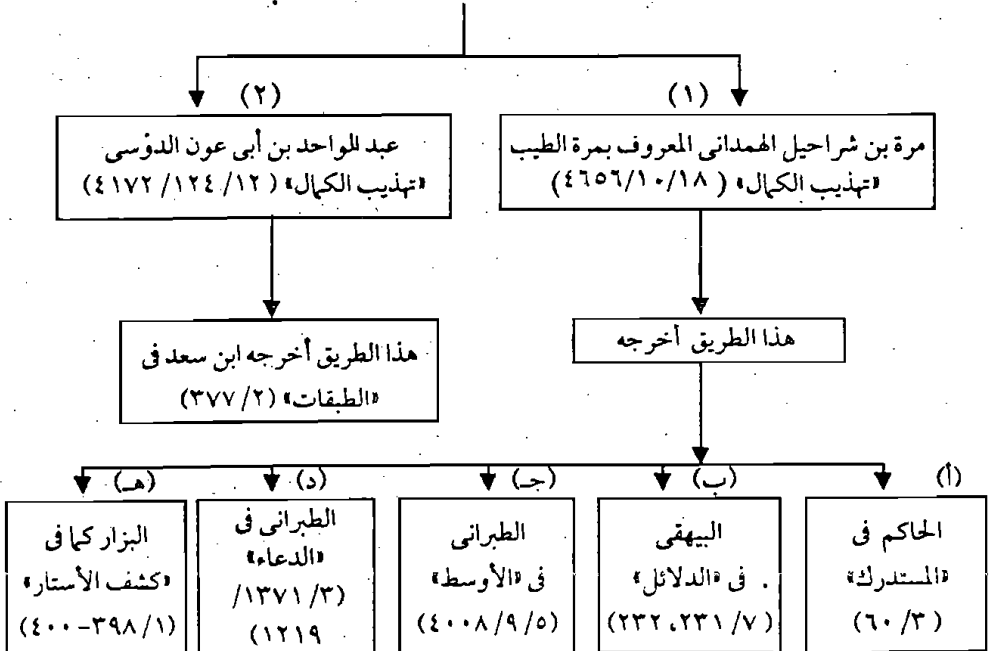 (١)
مرة بن شراحيل الهمدانى المعروف بمرة الطيب
«تهذيب الكمال» (٤٦٥٦/١٠/١٨)
(٢)
عبد الواحد بن أبى عون الدؤسى
«تهذيب الكمال» (٤١٧٢/١٢٤/١٢)
هذا الطريق أخرجه
هذا الطريق أخرجه ابن سعد فى
«الطبقات» (٣٧٧/٢)
(أ)
الحاكم فى
«المستدرك»
(٦٠/٣)
(ب)
البيهقى
فى «الدلائل»
(٢٣٢،٢٣١/٧)
(جـ)
الطبرانى
فى «الأوسط»
(٤٠٠٨/٩/٥)
(د)
الطبرانى فى
«الدعاء»
(١٣٧١/٣/
١٢١٩)
(هـ)
البزار كما فى
«كشف الأستار»
(٤٠٠-٣٩٨/١)